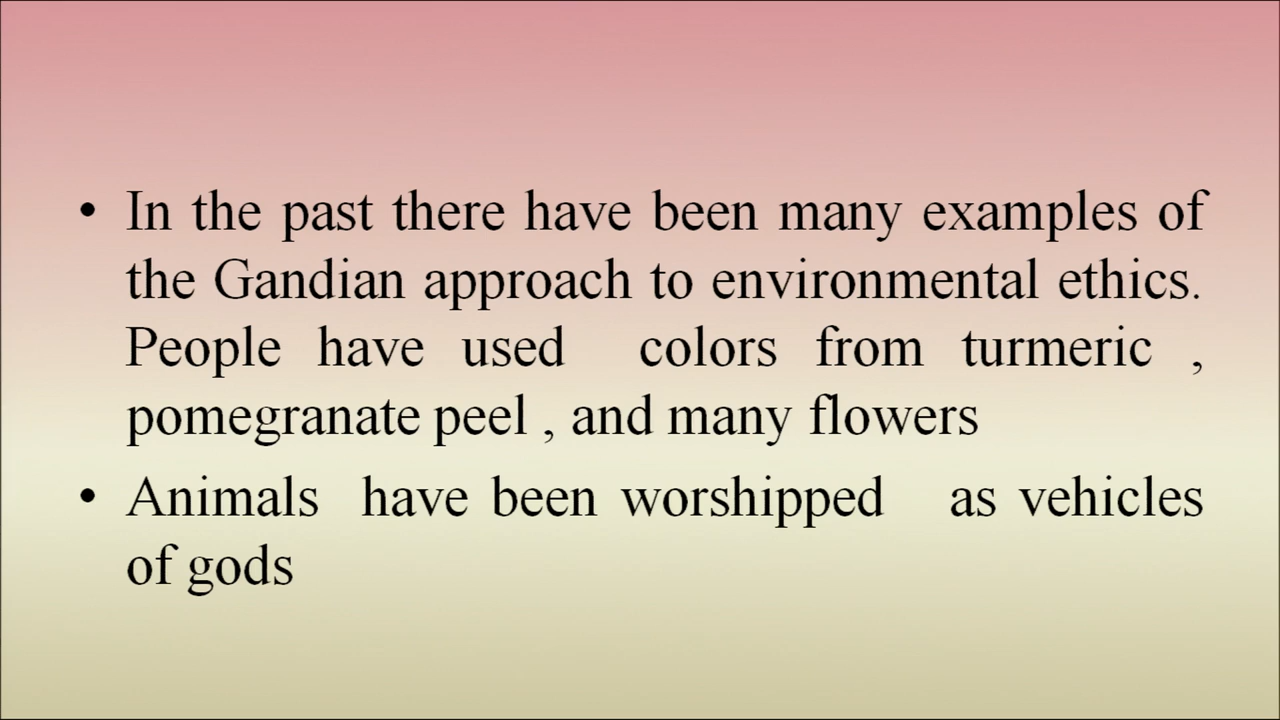 • In the past there have been many examples of
the Gandian approach to environmental ethics.
People have used colors from turmeric ,
pomegranate peel , and many flowers
• Animals have been worshipped as vehicles
of gods